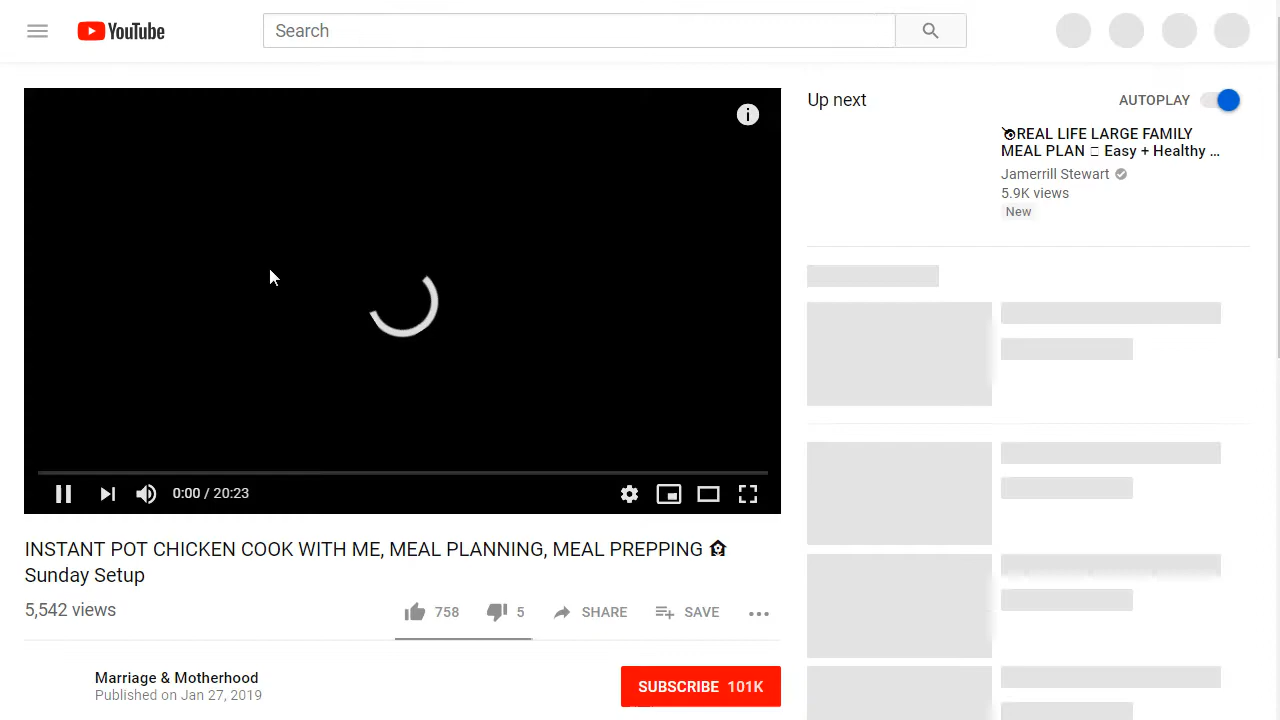 YouTube
Search
Up next
AUTOPLAY
REAL LIFE LARGE FAMILY
MEAL PLAN Easy + Healthy ...
Jamerrill Stewart
5.9K views
New
0:00 / 20:23
INSTANT POT CHICKEN COOK WITH ME, MEAL PLANNING, MEAL PREPPING
Sunday Setup
5,542 views
758
5
SHARE
SAVE
Marriage & Motherhood
Published on Jan 27, 2019
SUBSCRIBE 101K